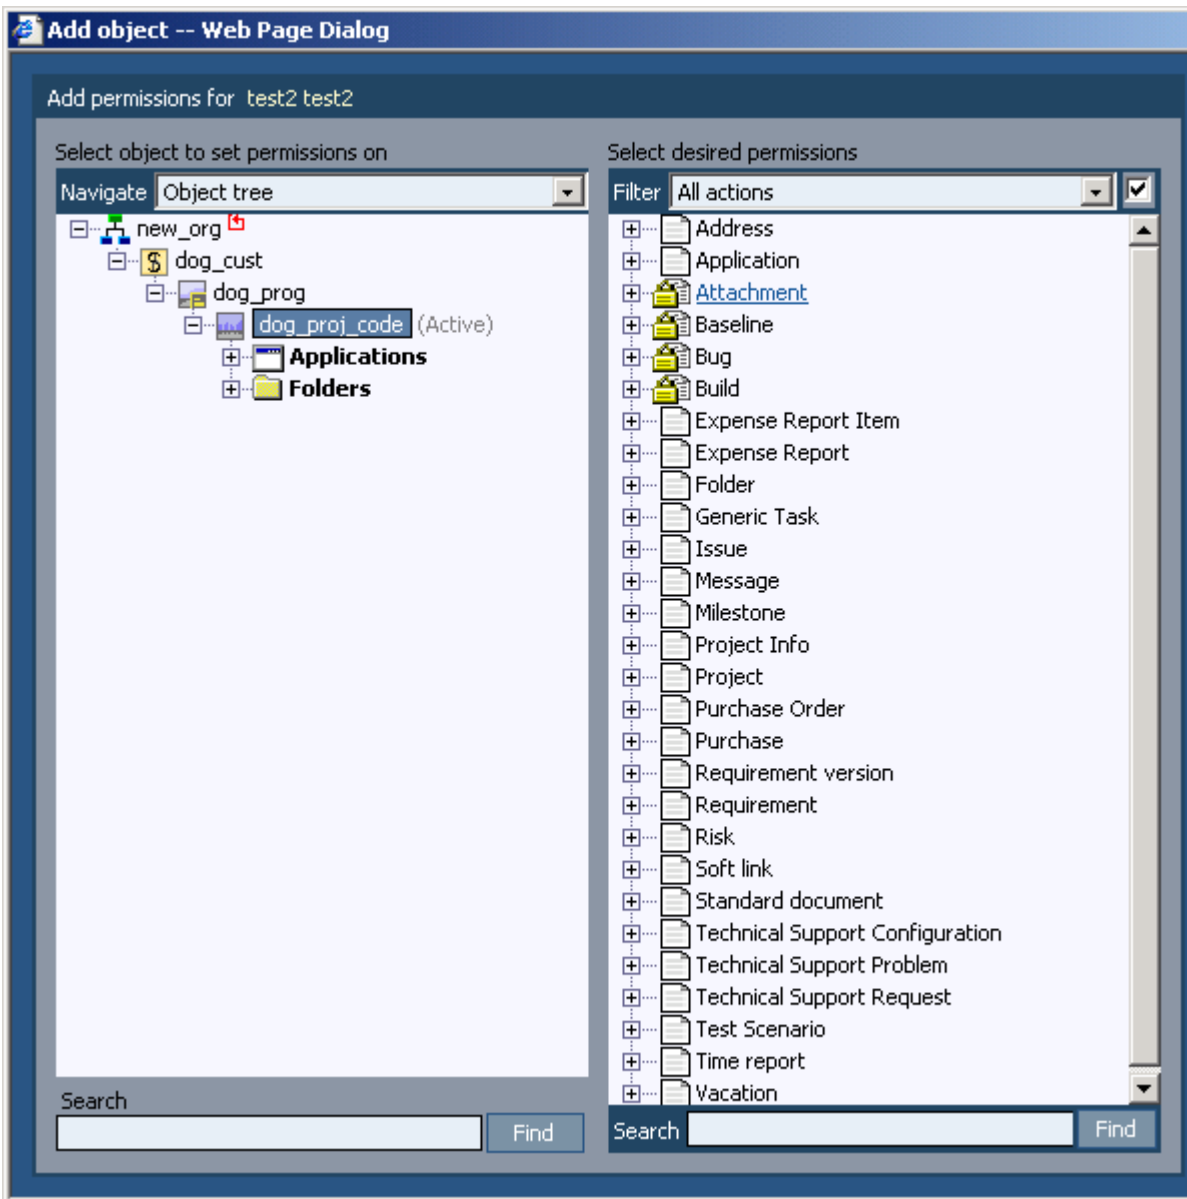 Add object -- Web Page Dialog
Add permissions for test2 test2
Select object to set permissions on
Navigate Object tree
new_org
$ dog_cust
dog_prog
dog_proj_code (Active)
Applications
Folders
Search
Find
Select desired permissions
Filter All actions
Address
Application
Attachment
Baseline
Bug
Build
Expense Report Item
Expense Report
Folder
Generic Task
Issue
Message
Milestone
Project Info
Project
Purchase Order
Purchase
Requirement version
Requirement
Risk
Soft link
Standard document
Technical Support Configuration
Technical Support Problem
Technical Support Request
Test Scenario
Time report
Vacation
Search Find